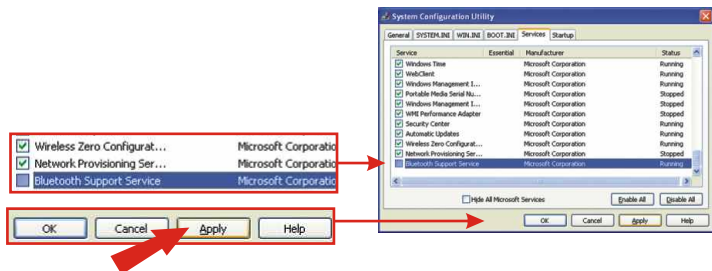 System Configuration Utility
General SYSTEM.INI WIN.INI BOOT.INI Services Startup
Service Essential Manufacturer Status
Windows Time Microsoft Corporation Running
WebClient Microsoft Corporation Running
Windows Management I... Microsoft Corporation Running
Portable Media Serial Nu... Microsoft Corporation Stopped
Windows Management I... Microsoft Corporation Stopped
WMI Performance Adapter Microsoft Corporation Stopped
Security Center Microsoft Corporation Running
Automatic Updates Microsoft Corporation Running
Wireless Zero Configurat... Microsoft Corporation Running
Network Provisioning Ser... Microsoft Corporation Stopped
Bluetooth Support Service Microsoft Corporation Running
Hide All Microsoft Services Enable All Disable All
OK Cancel Apply Help
Wireless Zero Configurat... Microsoft Corporatio
Network Provisioning Ser... Microsoft Corporatio
Bluetooth Support Service Microsoft Corporatio
OK Cancel Apply Help